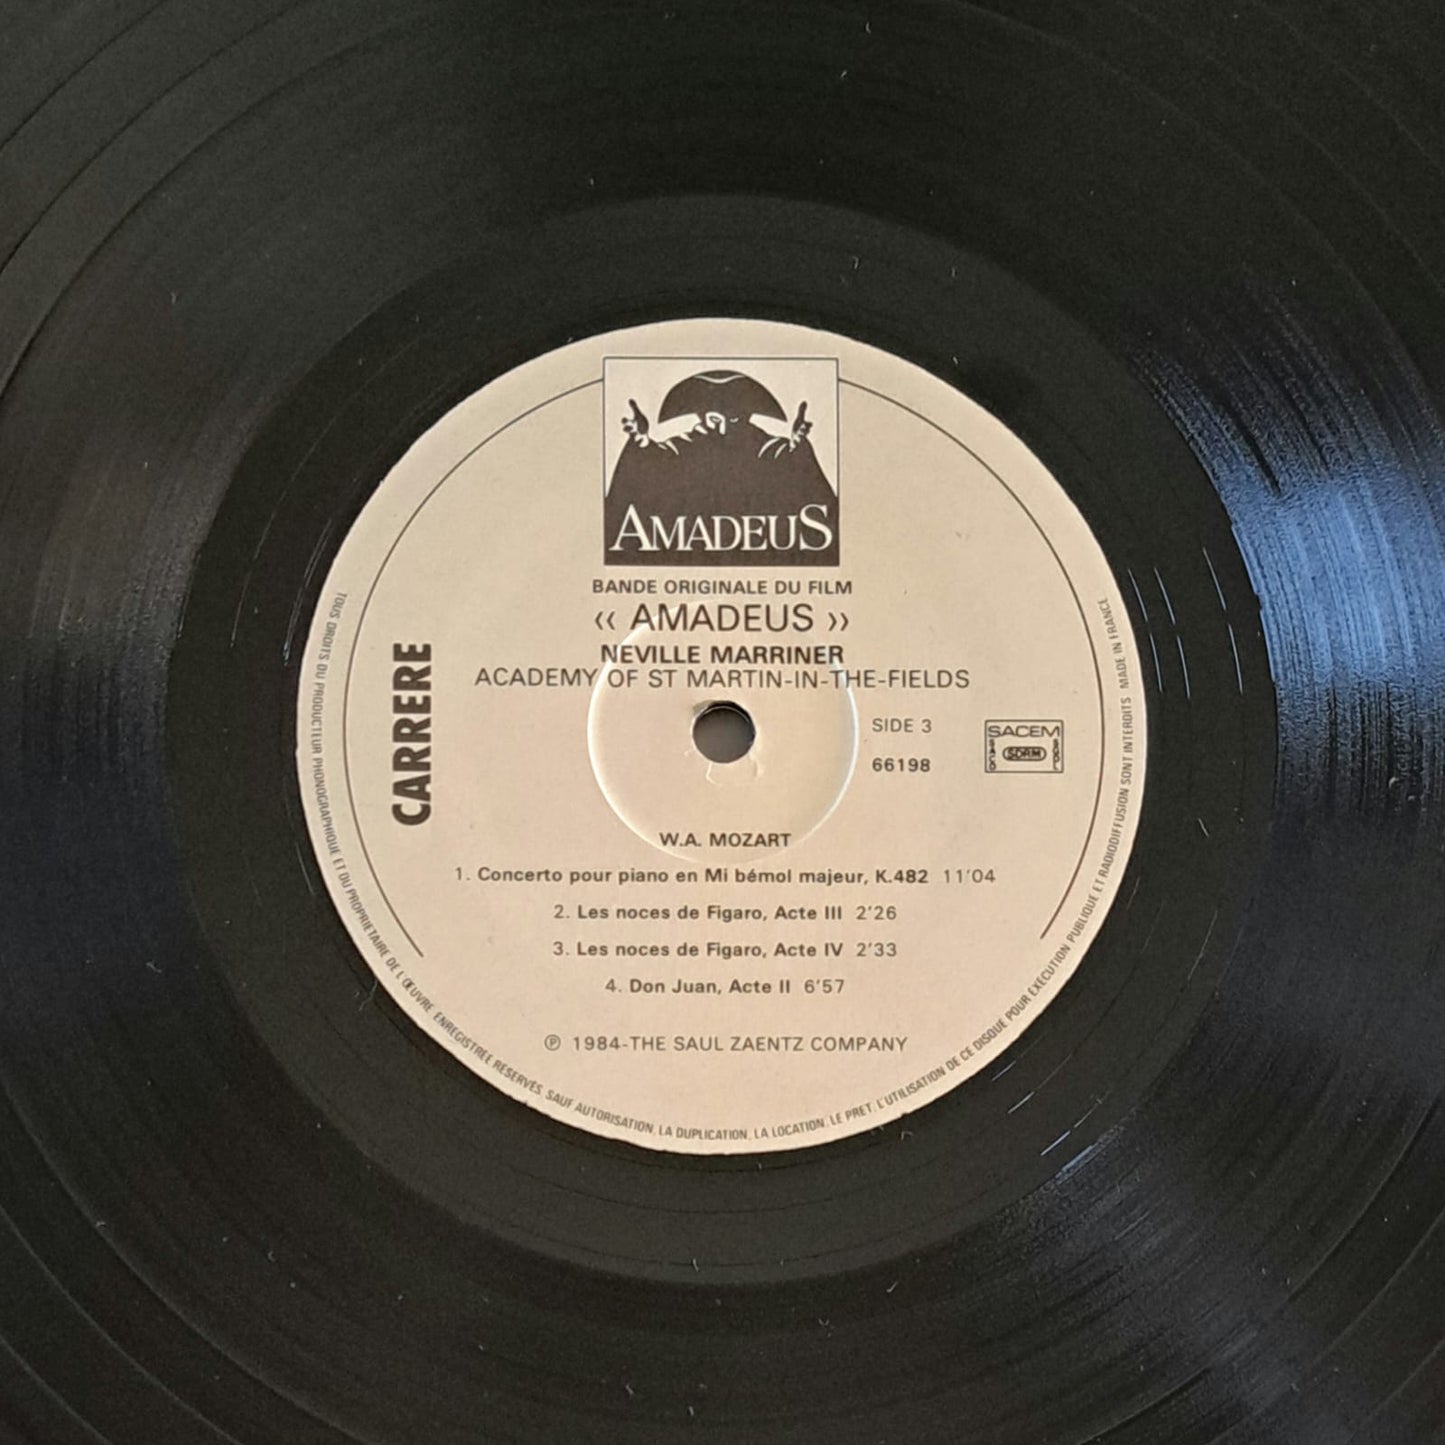 AMADEUS
BANDE ORIGINALE DU FILM
‹‹ AMADEUS ››
NEVILLE MARRINER
ACADEMY OF ST MARTIN-IN-THE-FIELDS
CARRERE
SIDE 3
66198
SACEM
SDRM
W.A. MOZART
1. Concerto pour piano en Mi bémol majeur, K.482 11'04
2. Les noces de Figaro, Acte III 2'26
3. Les noces de Figaro, Acte IV 2'33
4. Don Juan, Acte II 6'57
℗ 1984-THE SAUL ZAENTZ COMPANY
TOUS DROITS DU PRODUCTEUR PHONOGRAPHIQUE ET DU PROPRIETAIRE DE L'ŒUVRE ENREGISTREE RESERVES. SAUF AUTORISATION, LA DUPLICATION, LA LOCATION, LE PRET, L'UTILISATION DE CE DISQUE POUR EXECUTION PUBLIQUE ET RADIODIFFUSION SONT INTERDITS MADE IN FRANCE